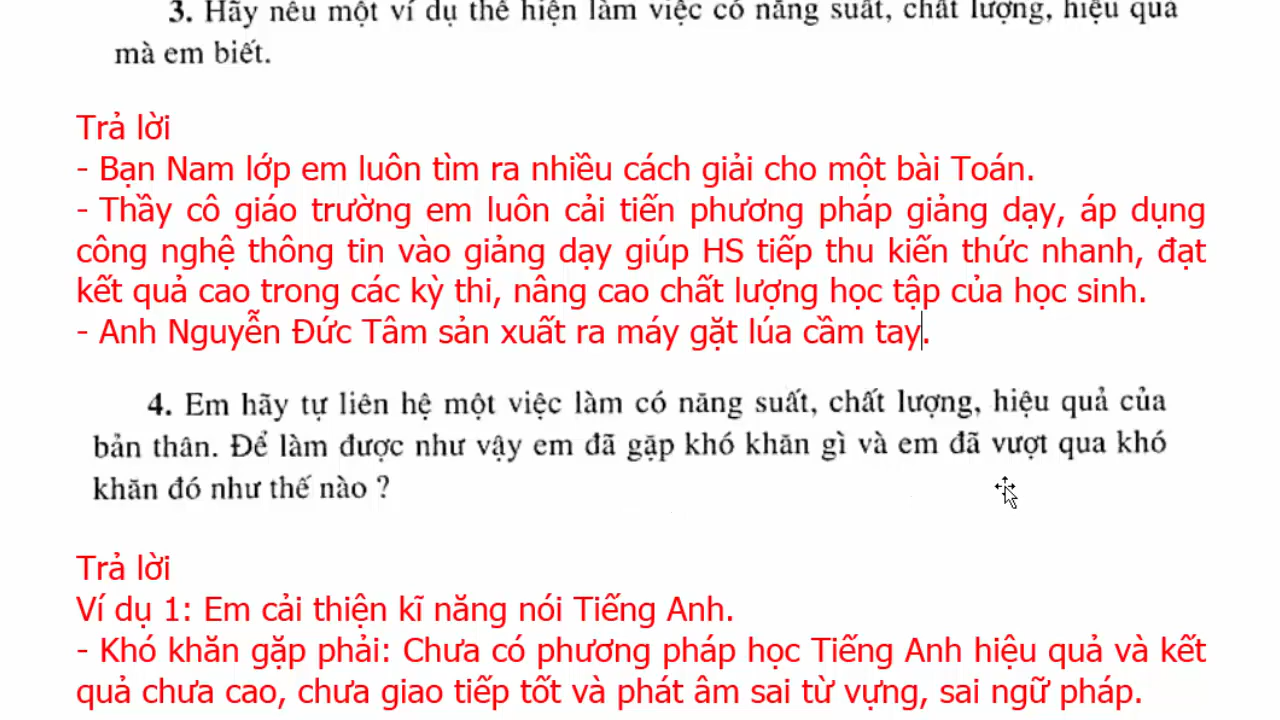 3. Hãy nêu một ví dụ thể hiện làm việc có năng suất, chất lượng, hiệu quả
mà em biết.
Trả lời
- Bạn Nam lớp em luôn tìm ra nhiều cách giải cho một bài Toán.
- Thầy cô giáo trường em luôn cải tiến phương pháp giảng dạy, áp dụng
công nghệ thông tin vào giảng dạy giúp HS tiếp thu kiến thức nhanh, đạt
kết quả cao trong các kỳ thi, nâng cao chất lượng học tập của học sinh.
- Anh Nguyễn Đức Tâm sản xuất ra máy gặt lúa cầm tay.
4. Em hãy tự liên hệ một việc làm có năng suất, chất lượng, hiệu quả của
bản thân. Để làm được như vậy em đã gặp khó khăn gì và em đã vượt qua khó
khăn đó như thế nào ?
Trả lời
Ví dụ 1: Em cải thiện kĩ năng nói Tiếng Anh.
- Khó khăn gặp phải: Chưa có phương pháp học Tiếng Anh hiệu quả và kết
quả chưa cao, chưa giao tiếp tốt và phát âm sai từ vựng, sai ngữ pháp.